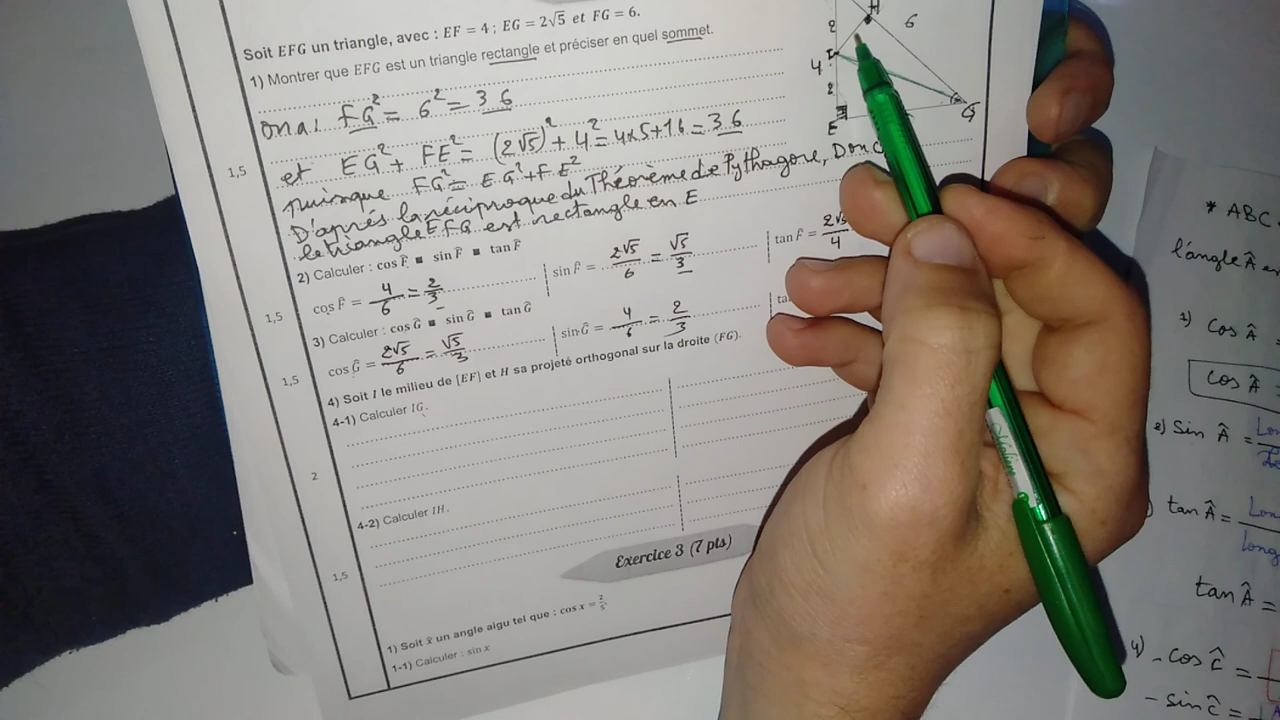 Soit EFG un triangle, avec : EF = 4 ; EG = 2√5 et FG = 6.
1) Montrer que EFG est un triangle rectangle et préciser en quel sommet.
ona: FG² = 6² = 36
1,5
et EG² + FE² = (2√5)² + 4² = 4x5+16 = 36
puisque FG² = EG² + FE²
D'aprés la réciproque du Théorème de Pythagore, Donc
le triangle EFG est rectangle en E
2) Calculer : cos F̂ ■ sin F̂ ■ tan F̂
1,5
cos F̂ = 4/6 = 2/3
sin F̂ = 2√5/6 = √5/3
tan F̂ = 2√5/4
3) Calculer : cos Ĝ ■ sin Ĝ ■ tan Ĝ
1,5
cos Ĝ = 2√5/6 = √5/3
sin Ĝ = 4/6 = 2/3
4) Soit I le milieu de [EF] et H sa projeté orthogonal sur la droite (FG).
4-1) Calculer IG.
2
4-2) Calculer IH.
1,5
Exercice 3 (7 pts)
1) Soit x̂ un angle aigu tel que : cos x = 2/5.
1-1) Calculer : sin x
H
6
2
I
4
2
E
G
* ABC
l'angle Â
Cos Â
Cos Â =
Sin Â =
tan Â =
tan Â =
4)
- Cos Ĉ =
- Sin Ĉ =